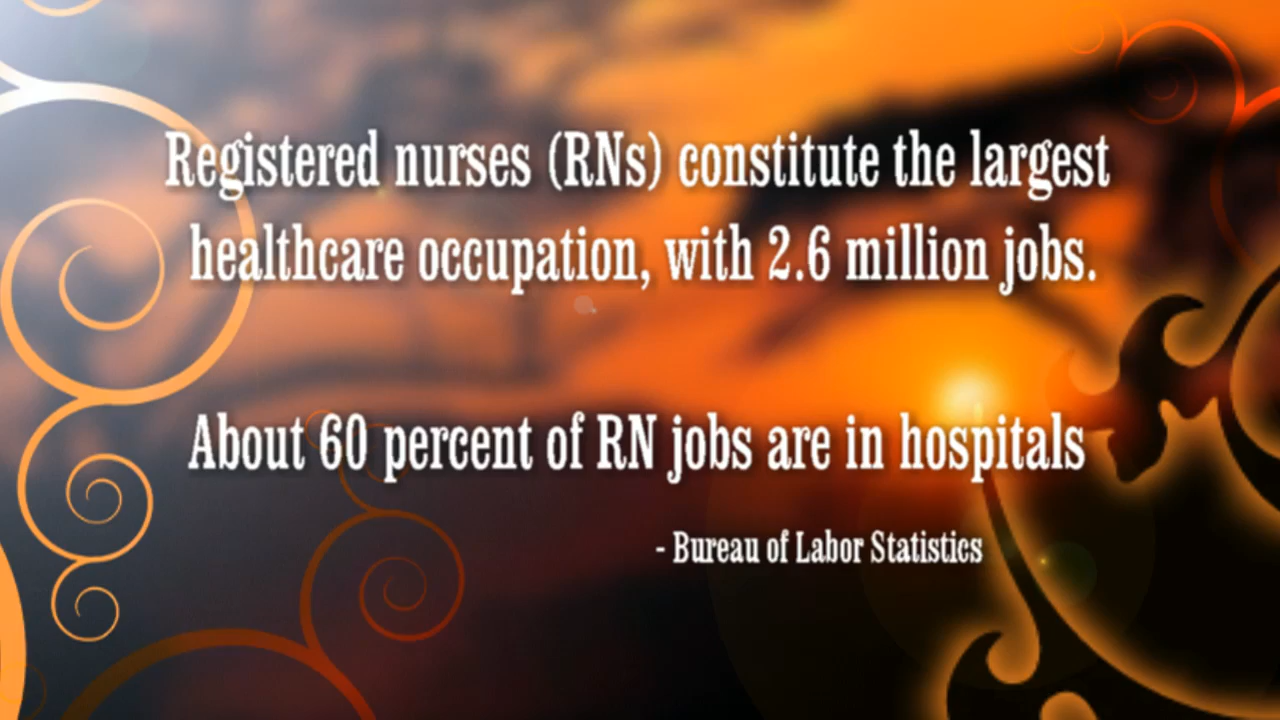 Registered nurses (RNs) constitute the largest
healthcare occupation, with 2.6 million jobs.
About 60 percent of RN jobs are in hospitals
- Bureau of Labor Statistics